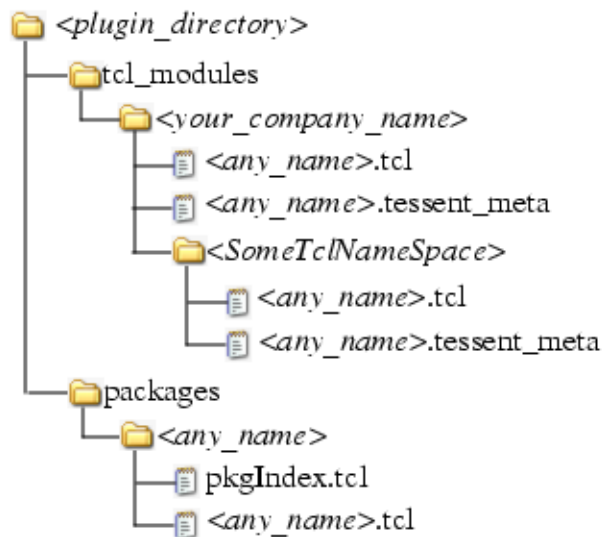 <plugin_directory>
tcl_modules
<your_company_name>
<any_name>.tcl
<any_name>.tessent_meta
<SomeTclNameSpace>
<any_name>.tcl
<any_name>.tessent_meta
packages
<any_name>
pkgIndex.tcl
<any_name>.tcl